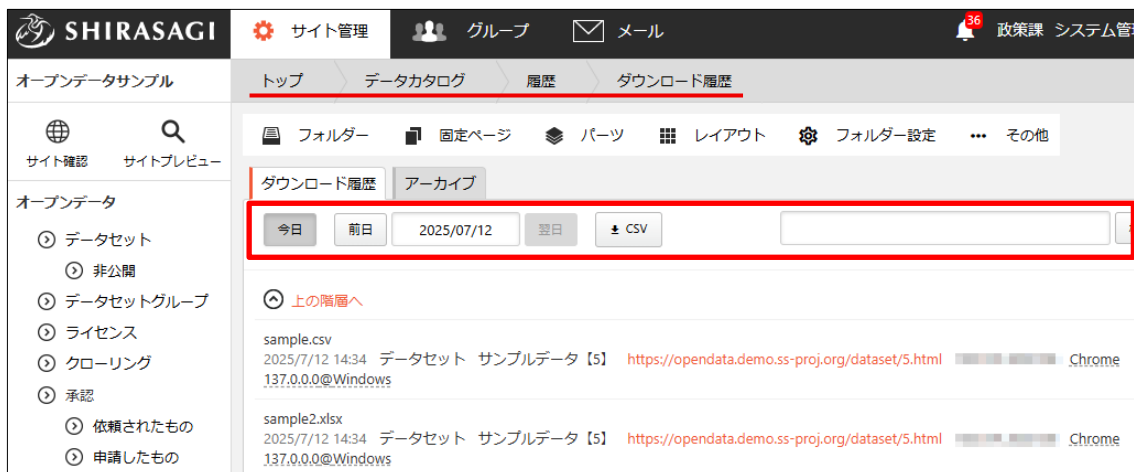 SHIRASAGI サイト管理 グループ メール 36 政策課 システム管
オープンデータサンプル トップ データカタログ 履歴 ダウンロード履歴
サイト確認 サイトプレビュー フォルダー 固定ページ パーツ レイアウト フォルダー設定 ••• その他
オープンデータ ダウンロード履歴 アーカイブ
データセット 今日 前日 2025/07/12 翌日 CSV
非公開
データセットグループ 上の階層へ
ライセンス sample.csv
クローリング 2025/7/12 14:34 データセット サンプルデータ【5】 https://opendata.demo.ss-proj.org/dataset/5.html Chrome
137.0.0.0@Windows
承認
依頼されたもの sample2.xlsx
2025/7/12 14:34 データセット サンプルデータ【5】 https://opendata.demo.ss-proj.org/dataset/5.html Chrome
申請したもの 137.0.0.0@Windows